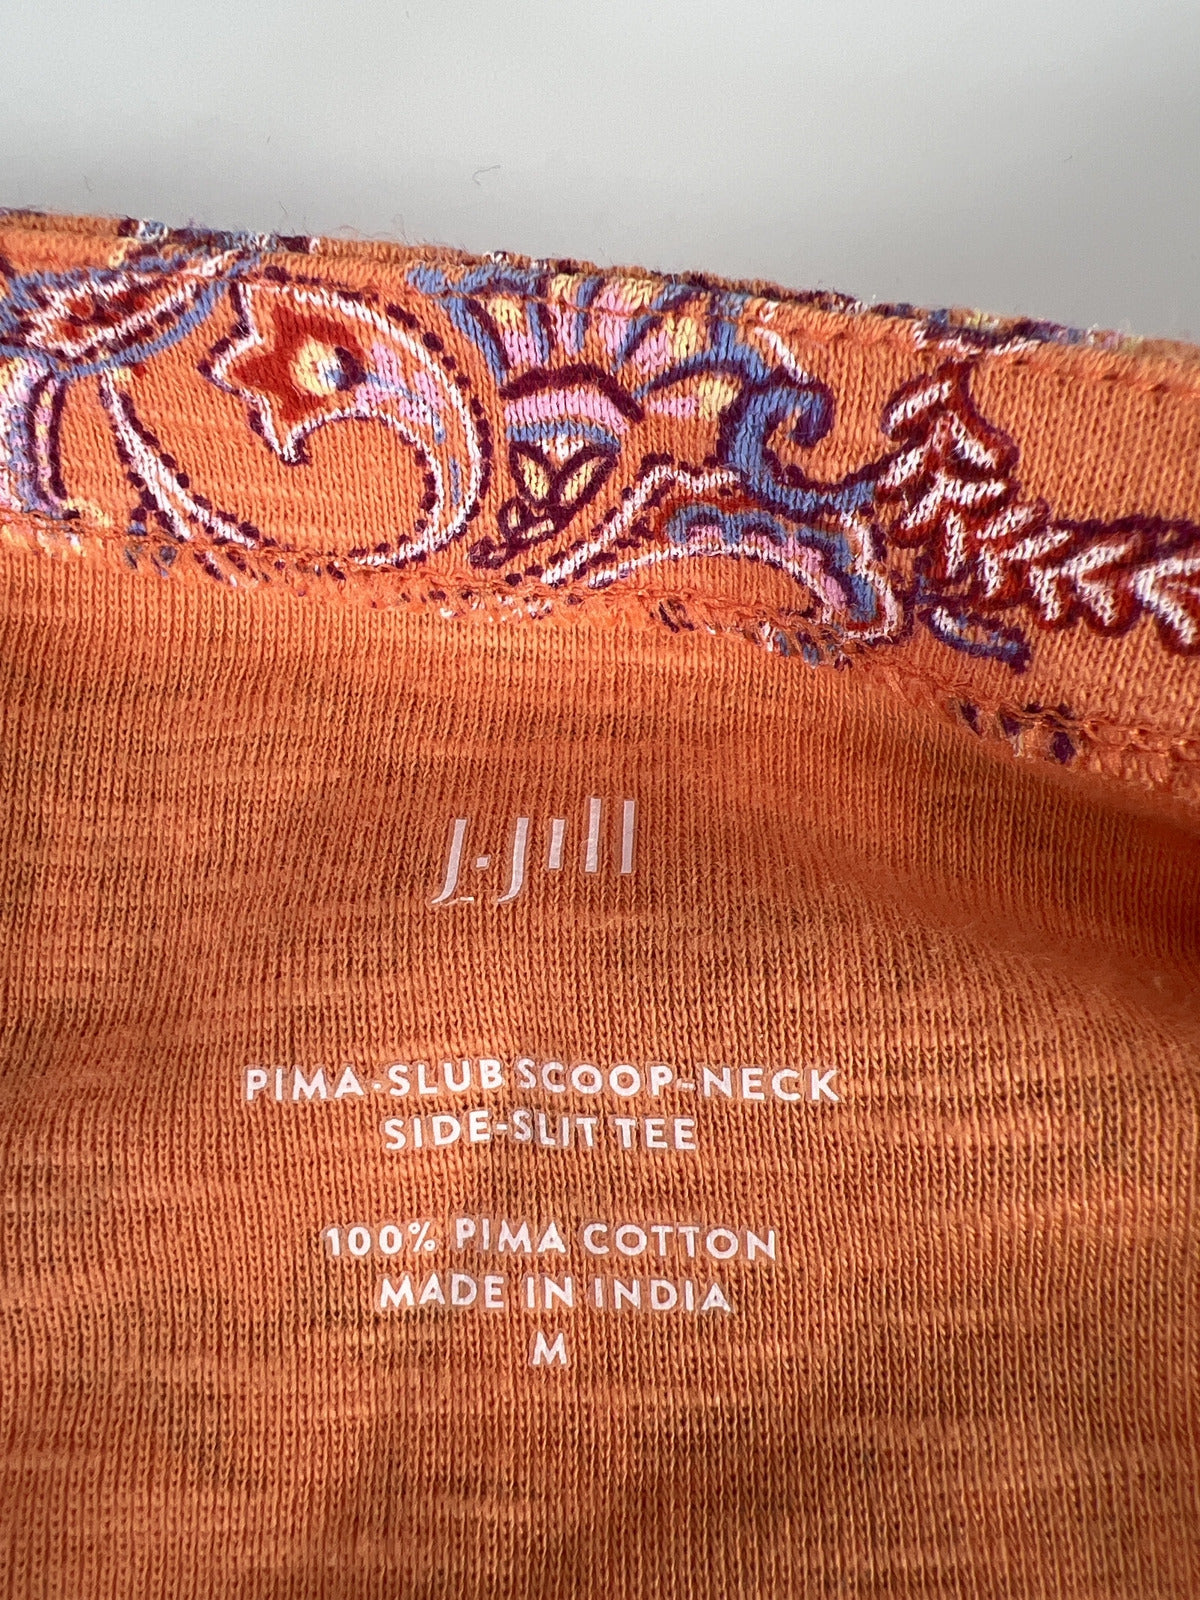 J.Jill
PIMA-SLUB SCOOP-NECK
SIDE-SLIT TEE
100% PIMA COTTON
MADE IN INDIA
M